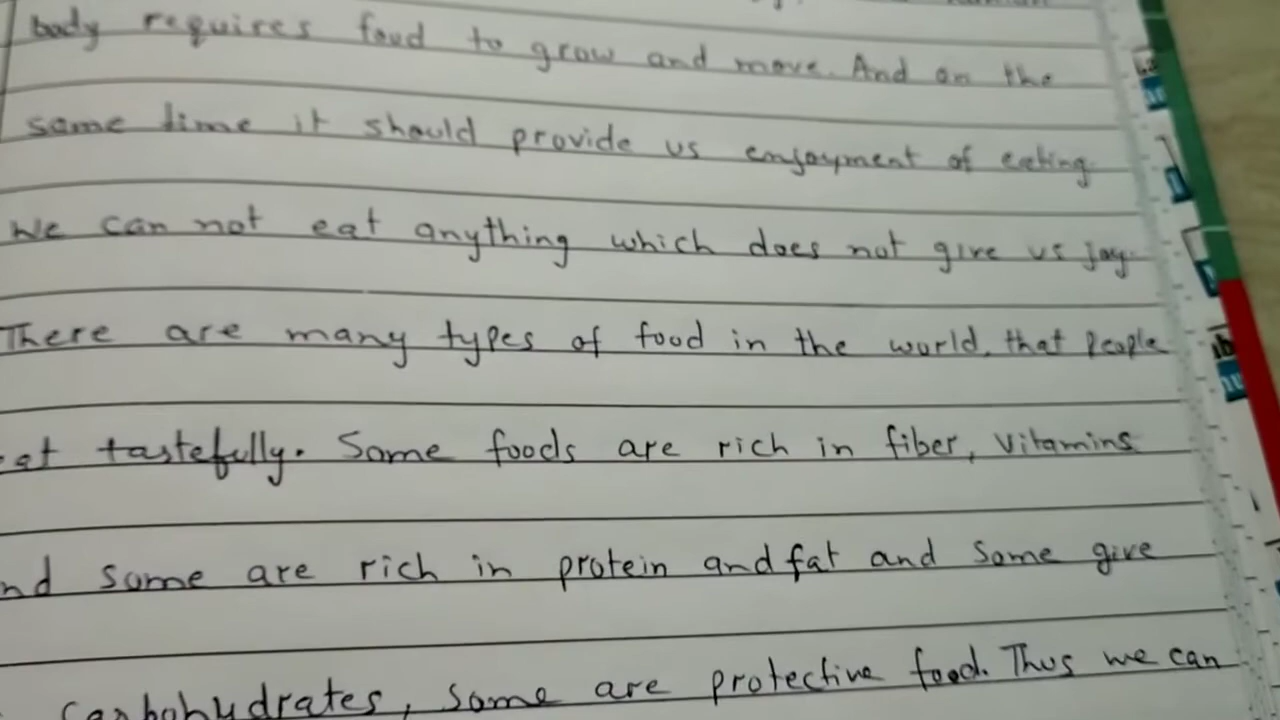 body requires food to grow and move. And on the
same time it should provide us enjoyment of eating.
We can not eat anything which does not give us joy.
There are many types of food in the world, that people
eat tastefully. Some foods are rich in fiber, vitamins
and some are rich in protein and fat and some give
carbohydrates, some are protective food. Thus we can